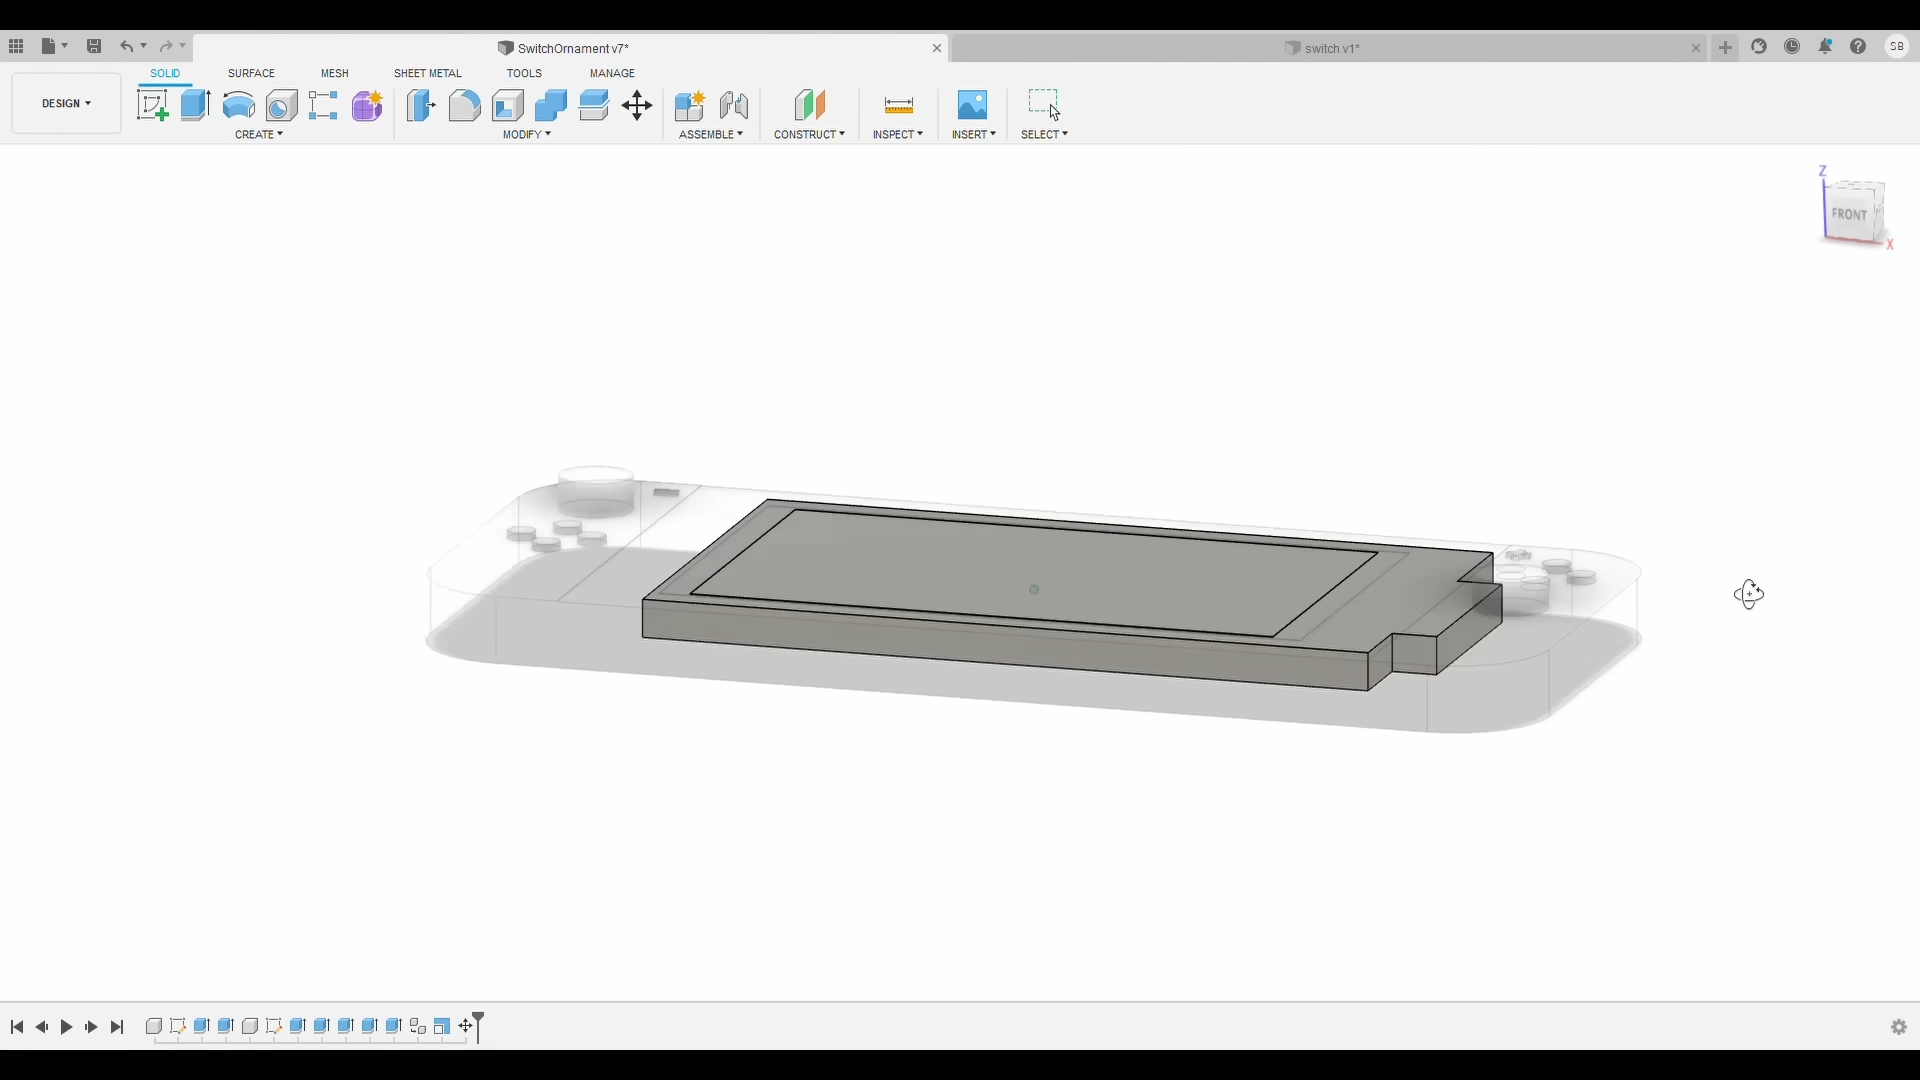 SwitchOrnament v7*
switch v1*
SB
SOLID
SURFACE
MESH
SHEET METAL
TOOLS
MANAGE
DESIGN
CREATE
MODIFY
ASSEMBLE
CONSTRUCT
INSPECT
INSERT
SELECT
Z
FRONT
X